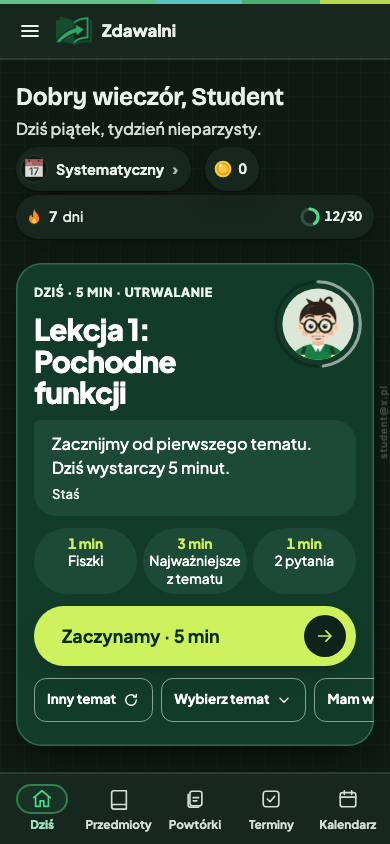 Zdawalni
Dobry wieczór, Student
Dziś piątek, tydzień nieparzysty.
Systematyczny ›
0
7 dni
12/30
DZIŚ · 5 MIN · UTRWALANIE
Lekcja 1:
Pochodne
funkcji
Zacznijmy od pierwszego tematu.
Dziś wystarczy 5 minut.
Staś
1 min
Fiszki
3 min
Najważniejsze
z tematu
1 min
2 pytania
Zaczynamy · 5 min
Inny temat
Wybierz temat
Mam w
student@x.pl
Dziś
Przedmioty
Powtórki
Terminy
Kalendarz